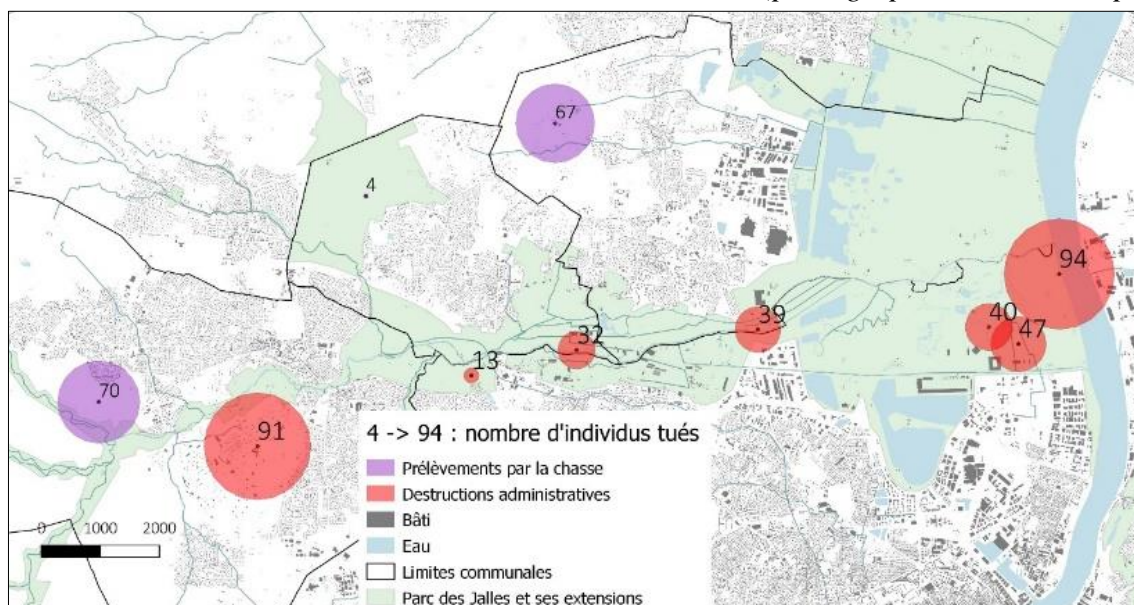 67
4
94
39
40
47
32
13
70
91
4 -> 94 : nombre d'individus tués
Prélèvements par la chasse
Destructions administratives
Bâti
Eau
Limites communales
Parc des Jalles et ses extensions
0 1000 2000